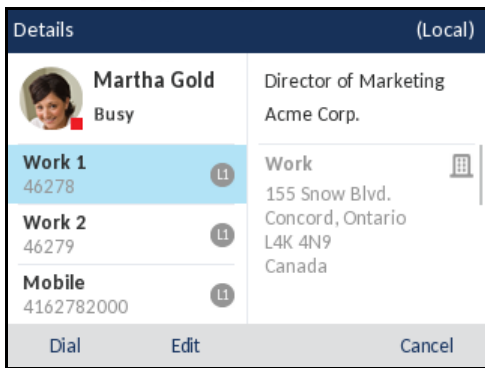 Details (Local)
Martha Gold
Busy
Director of Marketing
Acme Corp.
Work 1
46278
L1
Work 2
46279
L1
Mobile
4162782000
L1
Work
155 Snow Blvd.
Concord, Ontario
L4K 4N9
Canada
Dial Edit Cancel